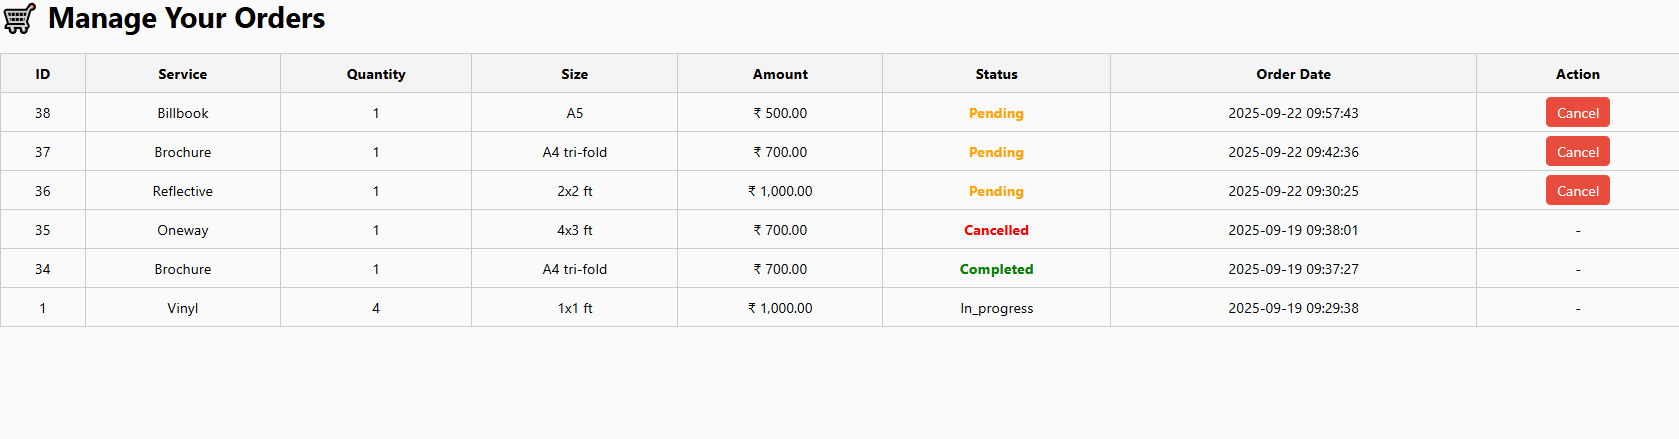 Manage Your Orders
ID Service Quantity Size Amount Status Order Date Action
38 Billbook 1 A5 ₹ 500.00 Pending 2025-09-22 09:57:43 Cancel
37 Brochure 1 A4 tri-fold ₹ 700.00 Pending 2025-09-22 09:42:36 Cancel
36 Reflective 1 2x2 ft ₹ 1,000.00 Pending 2025-09-22 09:30:25 Cancel
35 Oneway 1 4x3 ft ₹ 700.00 Cancelled 2025-09-19 09:38:01 -
34 Brochure 1 A4 tri-fold ₹ 700.00 Completed 2025-09-19 09:37:27 -
1 Vinyl 4 1x1 ft ₹ 1,000.00 In_progress 2025-09-19 09:29:38 -